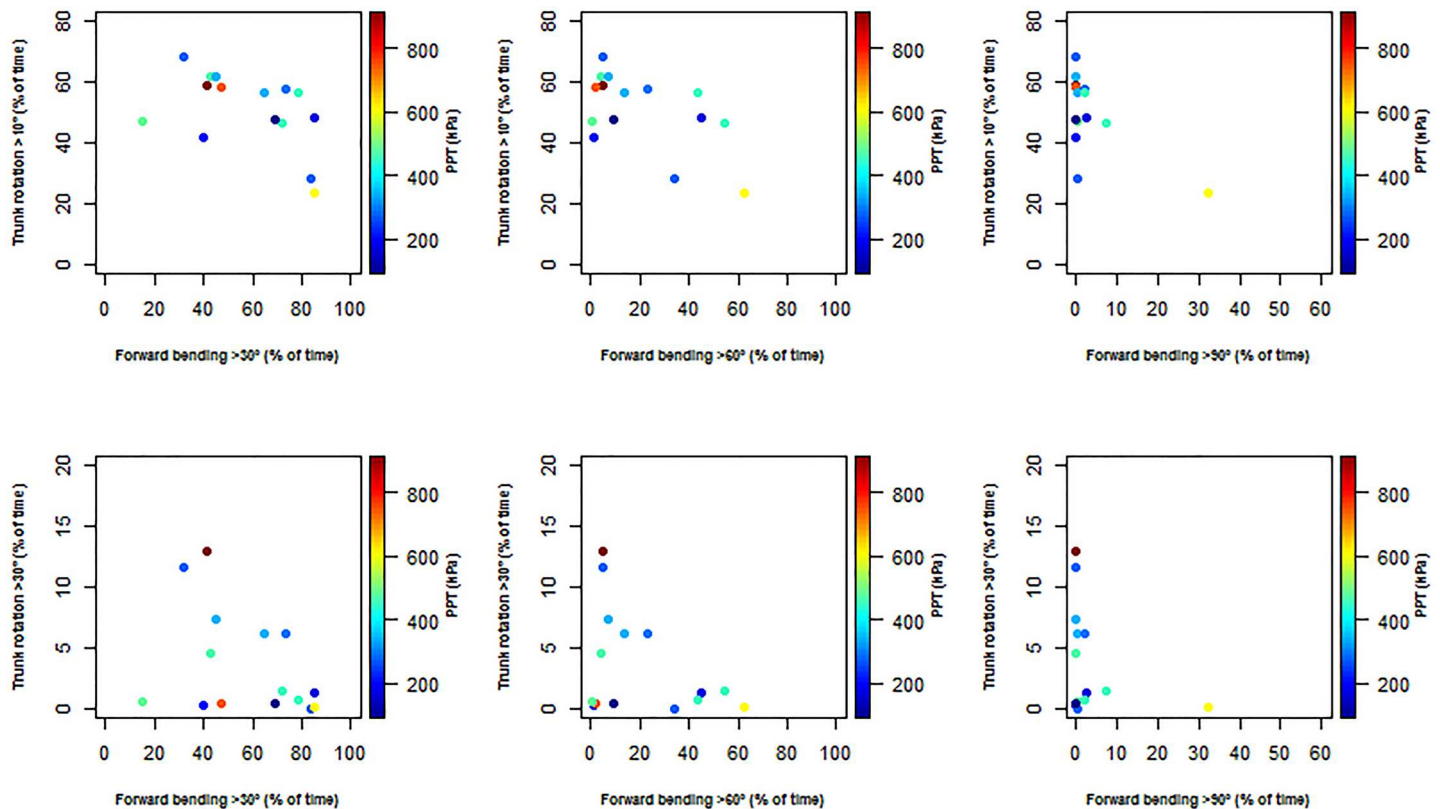 80
60
40
20
0
Trunk rotation > 10° (% of time)
0 20 40 60 80 100
Forward bending >30° (% of time)
800
600
400
200
PPT (kPa)
80
60
40
20
0
Trunk rotation > 10° (% of time)
0 20 40 60 80 100
Forward bending >60° (% of time)
800
600
400
200
PPT (kPa)
80
60
40
20
0
Trunk rotation > 10° (% of time)
0 10 20 30 40 50 60
Forward bending >90° (% of time)
800
600
400
200
PPT (kPa)
20
15
10
5
0
Trunk rotation >30° (% of time)
0 20 40 60 80 100
Forward bending >30° (% of time)
800
600
400
200
PPT (kPa)
20
15
10
5
0
Trunk rotation >30° (% of time)
0 20 40 60 80 100
Forward bending >60° (% of time)
800
600
400
200
PPT (kPa)
20
15
10
5
0
Trunk rotation >30° (% of time)
0 10 20 30 40 50 60
Forward bending >90° (% of time)
800
600
400
200
PPT (kPa)